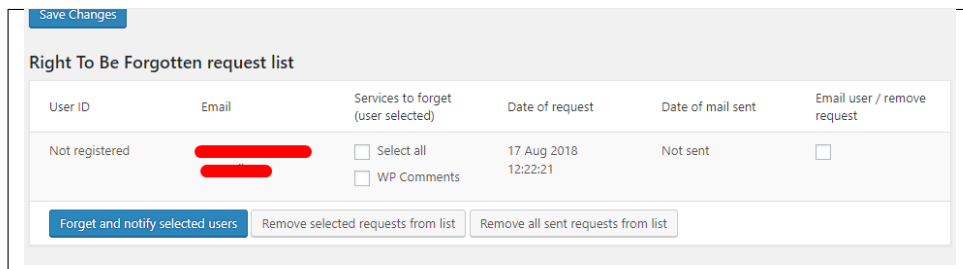 Save Changes
Right To Be Forgotten request list
User ID Email Services to forget (user selected) Date of request Date of mail sent Email user / remove request
Not registered Select all 17 Aug 2018 12:22:21 Not sent
WP Comments
Forget and notify selected users Remove selected requests from list Remove all sent requests from list